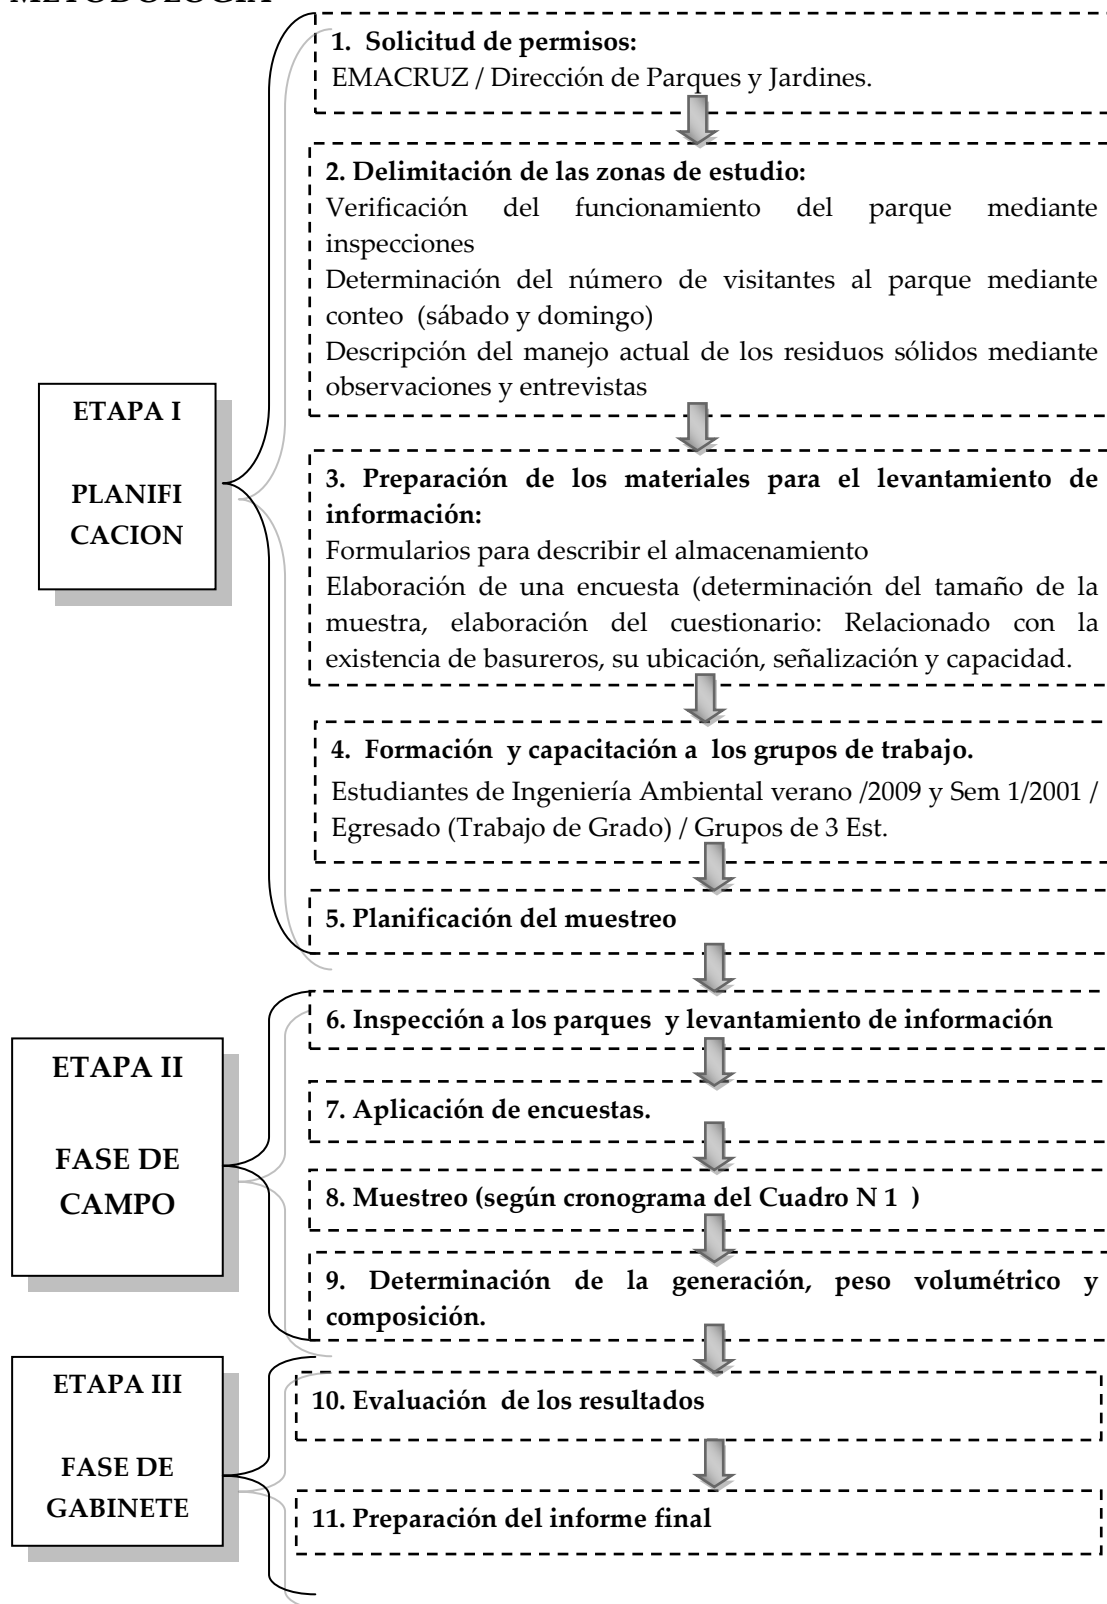 METODOLOGÍA
1. Solicitud de permisos:
EMACRUZ / Dirección de Parques y Jardines.
2. Delimitación de las zonas de estudio:
Verificación del funcionamiento del parque mediante
inspecciones
Determinación del número de visitantes al parque mediante
conteo (sábado y domingo)
Descripción del manejo actual de los residuos sólidos mediante
observaciones y entrevistas
ETAPA I
PLANIFI
CACION
3. Preparación de los materiales para el levantamiento de
información:
Formularios para describir el almacenamiento
Elaboración de una encuesta (determinación del tamaño de la
muestra, elaboración del cuestionario: Relacionado con la
existencia de basureros, su ubicación, señalización y capacidad.
4. Formación y capacitación a los grupos de trabajo.
Estudiantes de Ingeniería Ambiental verano /2009 y Sem 1/2001 /
Egresado (Trabajo de Grado) / Grupos de 3 Est.
5. Planificación del muestreo
ETAPA II
FASE DE
CAMPO
6. Inspección a los parques y levantamiento de información
7. Aplicación de encuestas.
8. Muestreo (según cronograma del Cuadro N 1 )
9. Determinación de la generación, peso volumétrico y
composición.
ETAPA III
FASE DE
GABINETE
10. Evaluación de los resultados
11. Preparación del informe final